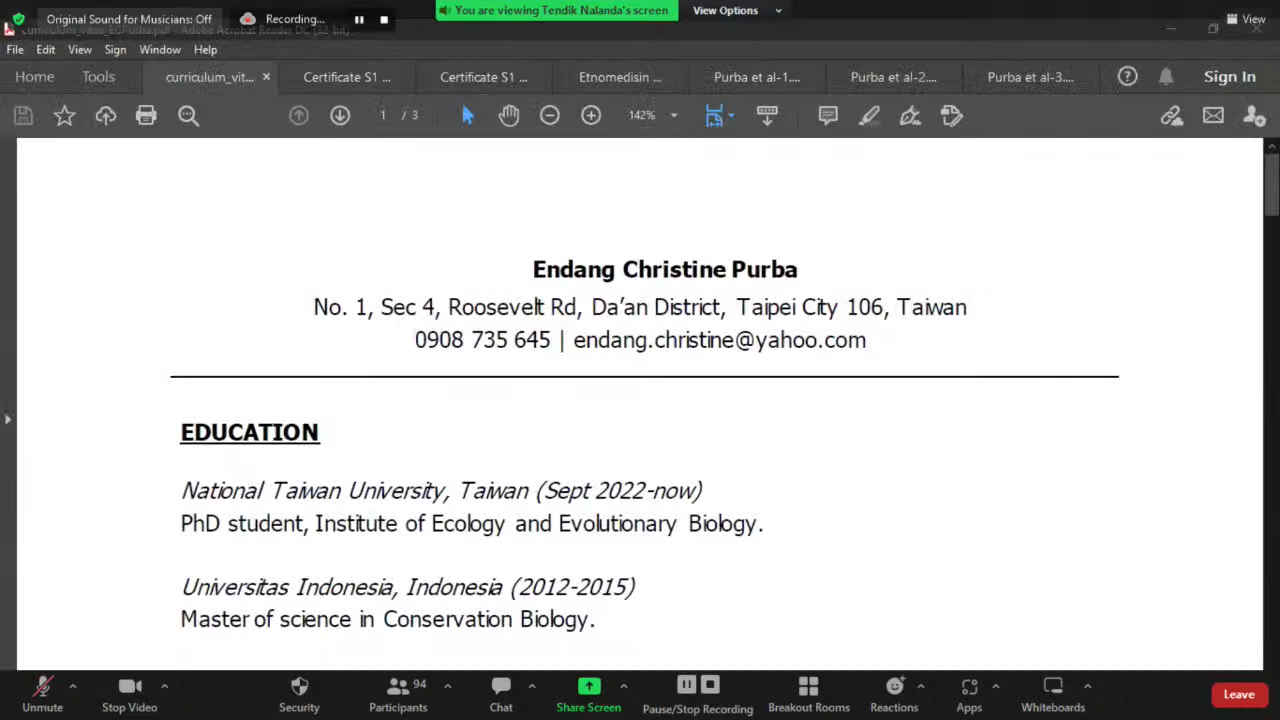 Original Sound for Musicians: Off
Recording...
You are viewing Tendik Nalanda's screen
View Options
View
File Edit View Sign Window Help
Home Tools curriculum_vit... Certificate S1 ... Certificate S1 ... Etnomedisin ... Purba et al-1.... Purba et al-2.... Purba et al-3.... Sign In
1 / 3 142%
Endang Christine Purba
No. 1, Sec 4, Roosevelt Rd, Da’an District, Taipei City 106, Taiwan
0908 735 645 | endang.christine@yahoo.com
EDUCATION
National Taiwan University, Taiwan (Sept 2022-now)
PhD student, Institute of Ecology and Evolutionary Biology.
Universitas Indonesia, Indonesia (2012-2015)
Master of science in Conservation Biology.
94
Unmute Stop Video Security Participants Chat Share Screen Pause/Stop Recording Breakout Rooms Reactions Apps Whiteboards Leave